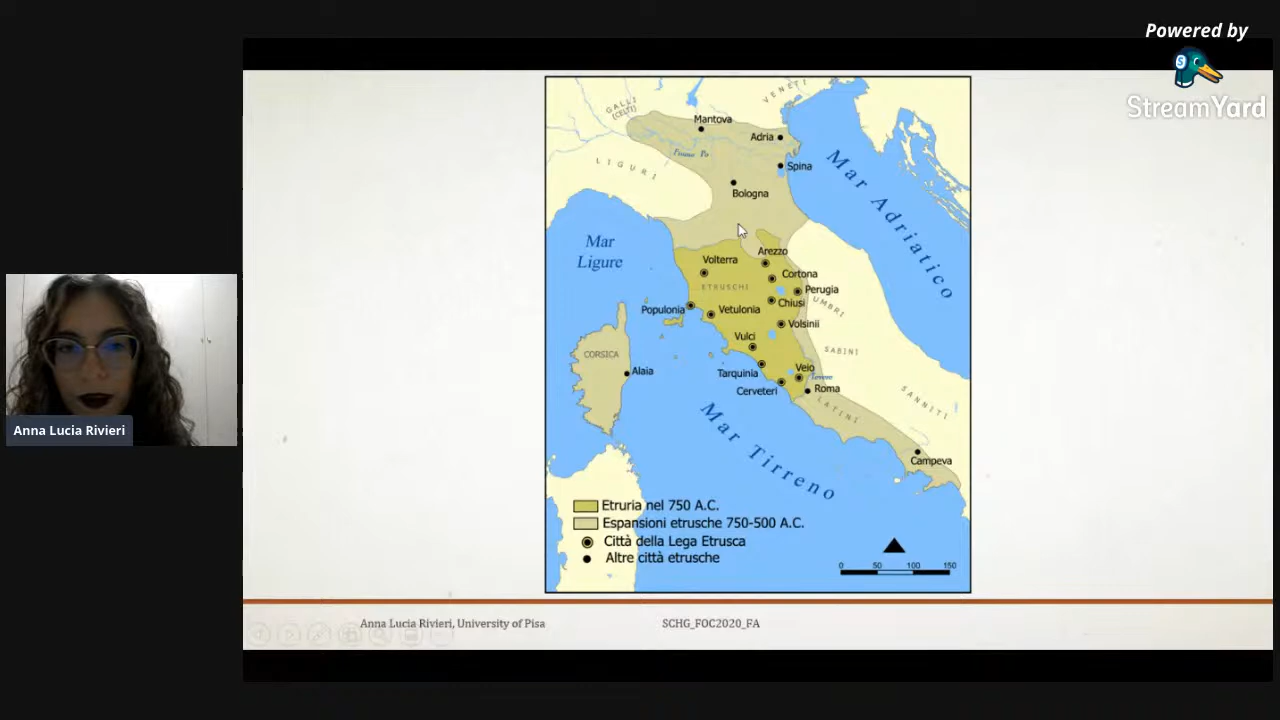 Powered by
StreamYard
GALLI
(CELTI)
VENETI
Mantova
Adria
Fiume Po
LIGURI
Spina
Bologna
Mar Adriatico
Mar
Ligure
Arezzo
Volterra
Cortona
ETRUSCHI
Perugia
Chiusi
UMBRI
Populonia
Vetulonia
Volsinii
Vulci
SABINI
CORSICA
Alaia
Tarquinia
Veio
Tevere
Cerveteri
Roma
LATINI
SANNITI
Mar Tirreno
Campeva
Etruria nel 750 A.C.
Espansioni etrusche 750-500 A.C.
Città della Lega Etrusca
Altre città etrusche
0 50 100 150
Anna Lucia Rivieri
Anna Lucia Rivieri, University of Pisa
SCHG_FOC2020_FA